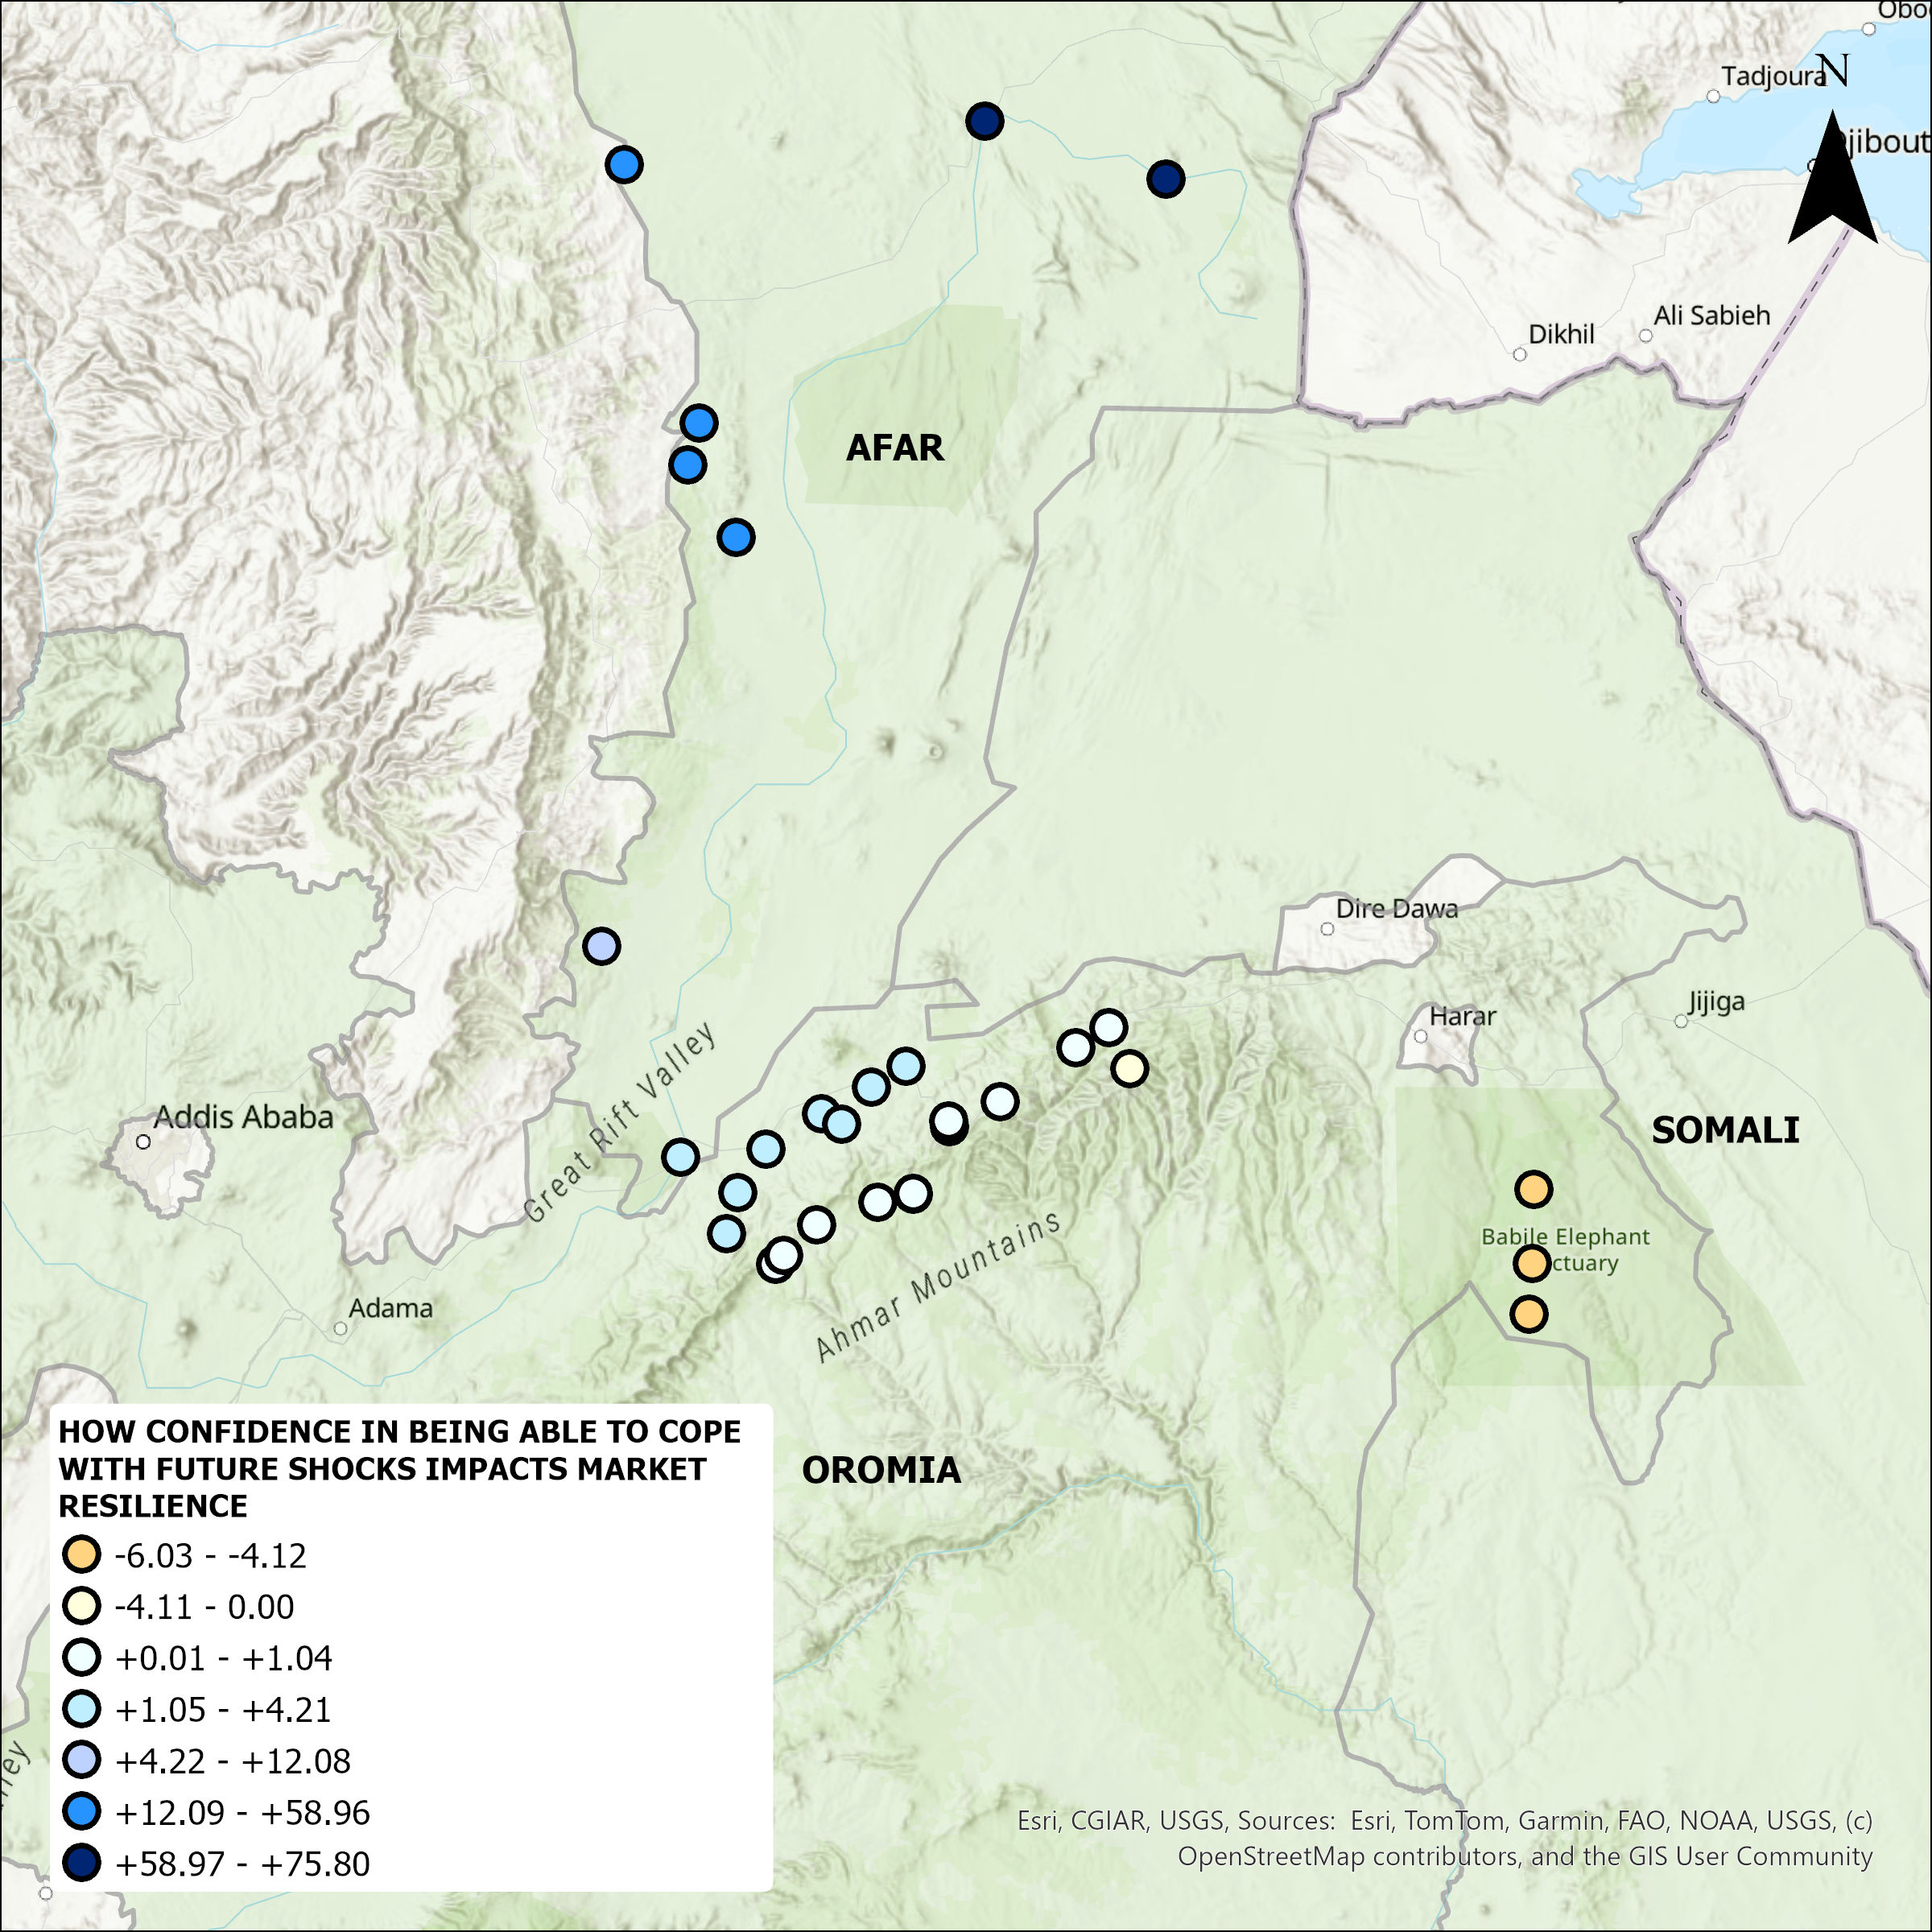 Tadjoura
N
Ali Sabieh
Dikhil
AFAR
Dire Dawa
Jijiga
Harar
Great Rift Valley
Addis Ababa
SOMALI
Babile Elephant
Ahmar Mountains
Adama
OROMIA
HOW CONFIDENCE IN BEING ABLE TO COPE
WITH FUTURE SHOCKS IMPACTS MARKET
RESILIENCE
-6.03 - -4.12
-4.11 - 0.00
+0.01 - +1.04
+1.05 - +4.21
+4.22 - +12.08
+12.09 - +58.96
+58.97 - +75.80
Esri, CGIAR, USGS, Sources: Esri, TomTom, Garmin, FAO, NOAA, USGS, (c)
OpenStreetMap contributors, and the GIS User Community